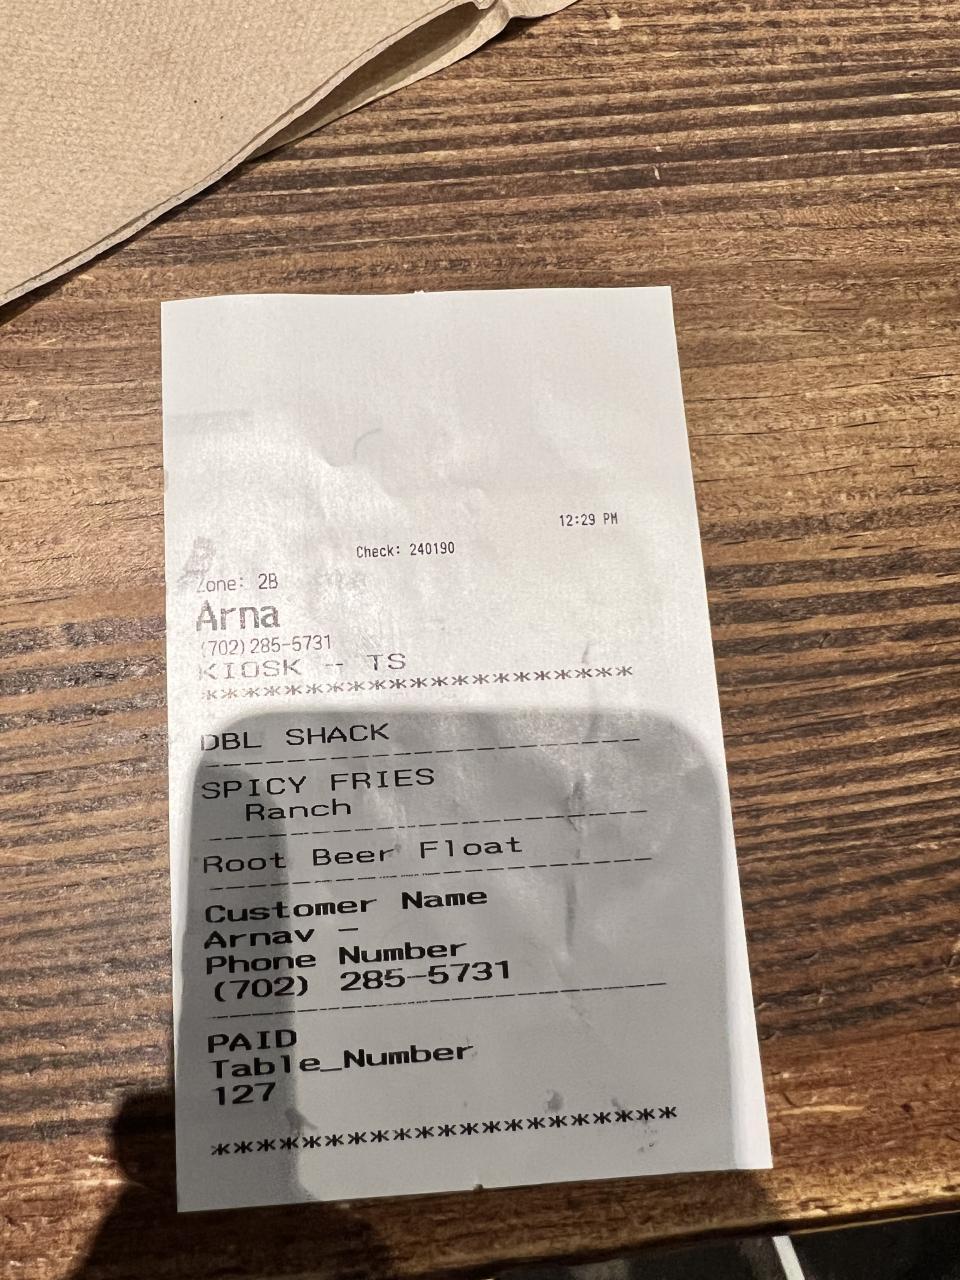 12:29 PM
Check: 240190
Zone: 2B
Arna
(702)285-5731
KIOSK -- TS
*********************
DBL SHACK
---------------------
SPICY FRIES
Ranch
---------------------
Root Beer Float
---------------------
Customer Name
Arnav -
Phone Number
(702) 285-5731
---------------------
PAID
Table_Number
127
*********************